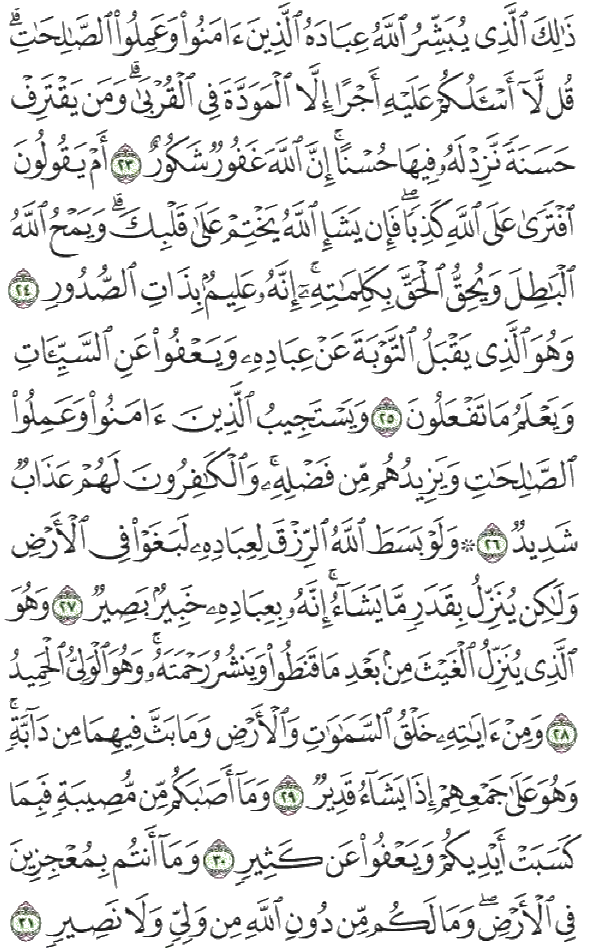 ذَٰلِكَ ٱلَّذِى يُبَشِّرُ ٱللَّهُ عِبَادَهُ ٱلَّذِينَ ءَامَنُوا۟ وَعَمِلُوا۟ ٱلصَّـٰلِحَـٰتِ ۗ
قُل لَّآ أَسْـَٔلُكُمْ عَلَيْهِ أَجْرًا إِلَّا ٱلْمَوَدَّةَ فِى ٱلْقُرْبَىٰ ۗ وَمَن يَقْتَرِفْ
حَسَنَةً نَّزِدْ لَهُۥ فِيهَا حُسْنًا ۚ إِنَّ ٱللَّهَ غَفُورٌ شَكُورٌ ٢٣ أَمْ يَقُولُونَ
ٱفْتَرَىٰ عَلَى ٱللَّهِ كَذِبًا ۖ فَإِن يَشَإِ ٱللَّهُ يَخْتِمْ عَلَىٰ قَلْبِكَ ۗ وَيَمْحُ ٱللَّهُ
ٱلْبَـٰطِلَ وَيُحِقُّ ٱلْحَقَّ بِكَلِمَـٰتِهِۦٓ ۚ إِنَّهُۥ عَلِيمٌۢ بِذَاتِ ٱلصُّدُورِ ٢٤
وَهُوَ ٱلَّذِى يَقْبَلُ ٱلتَّوْبَةَ عَنْ عِبَادِهِۦ وَيَعْفُوا۟ عَنِ ٱلسَّيِّـَٔاتِ
وَيَعْلَمُ مَا تَفْعَلُونَ ٢٥ وَيَسْتَجِيبُ ٱلَّذِينَ ءَامَنُوا۟ وَعَمِلُوا۟
ٱلصَّـٰلِحَـٰتِ وَيَزِيدُهُم مِّن فَضْلِهِۦ ۚ وَٱلْكَـٰفِرُونَ لَهُمْ عَذَابٌ
شَدِيدٌ ٢٦ ۞ وَلَوْ بَسَطَ ٱللَّهُ ٱلرِّزْقَ لِعِبَادِهِۦ لَبَغَوْا۟ فِى ٱلْأَرْضِ
وَلَـٰكِن يُنَزِّلُ بِقَدَرٍ مَّا يَشَآءُ ۚ إِنَّهُۥ بِعِبَادِهِۦ خَبِيرٌۢ بَصِيرٌ ٢٧ وَهُوَ
ٱلَّذِى يُنَزِّلُ ٱلْغَيْثَ مِنۢ بَعْدِ مَا قَنَطُوا۟ وَيَنشُرُ رَحْمَتَهُۥ ۚ وَهُوَ ٱلْوَلِىُّ ٱلْحَمِيدُ
٢٨ وَمِنْ ءَايَـٰتِهِۦ خَلْقُ ٱلسَّمَـٰوَٰتِ وَٱلْأَرْضِ وَمَا بَثَّ فِيهِمَا مِن دَآبَّةٍ ۚ
وَهُوَ عَلَىٰ جَمْعِهِمْ إِذَا يَشَآءُ قَدِيرٌ ٢٩ وَمَآ أَصَـٰبَكُم مِّن مُّصِيبَةٍ فَبِمَا
كَسَبَتْ أَيْدِيكُمْ وَيَعْفُوا۟ عَن كَثِيرٍ ٣٠ وَمَآ أَنتُم بِمُعْجِزِينَ
فِى ٱلْأَرْضِ ۖ وَمَا لَكُم مِّن دُونِ ٱللَّهِ مِن وَلِىٍّ وَلَا نَصِيرٍ ٣١